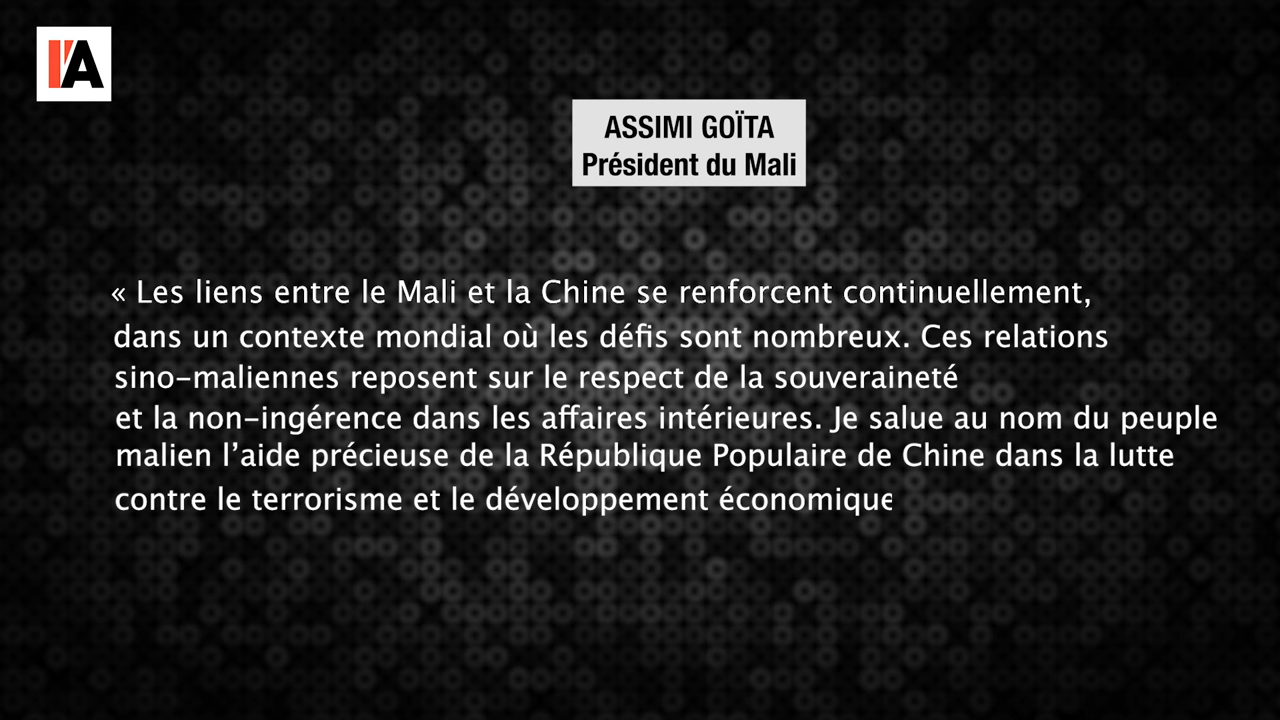 l'A
ASSIMI GOÏTA
Président du Mali
« Les liens entre le Mali et la Chine se renforcent continuellement,
dans un contexte mondial où les défis sont nombreux. Ces relations
sino-maliennes reposent sur le respect de la souveraineté
et la non-ingérence dans les affaires intérieures. Je salue au nom du peuple
malien l’aide précieuse de la République Populaire de Chine dans la lutte
contre le terrorisme et le développement économique